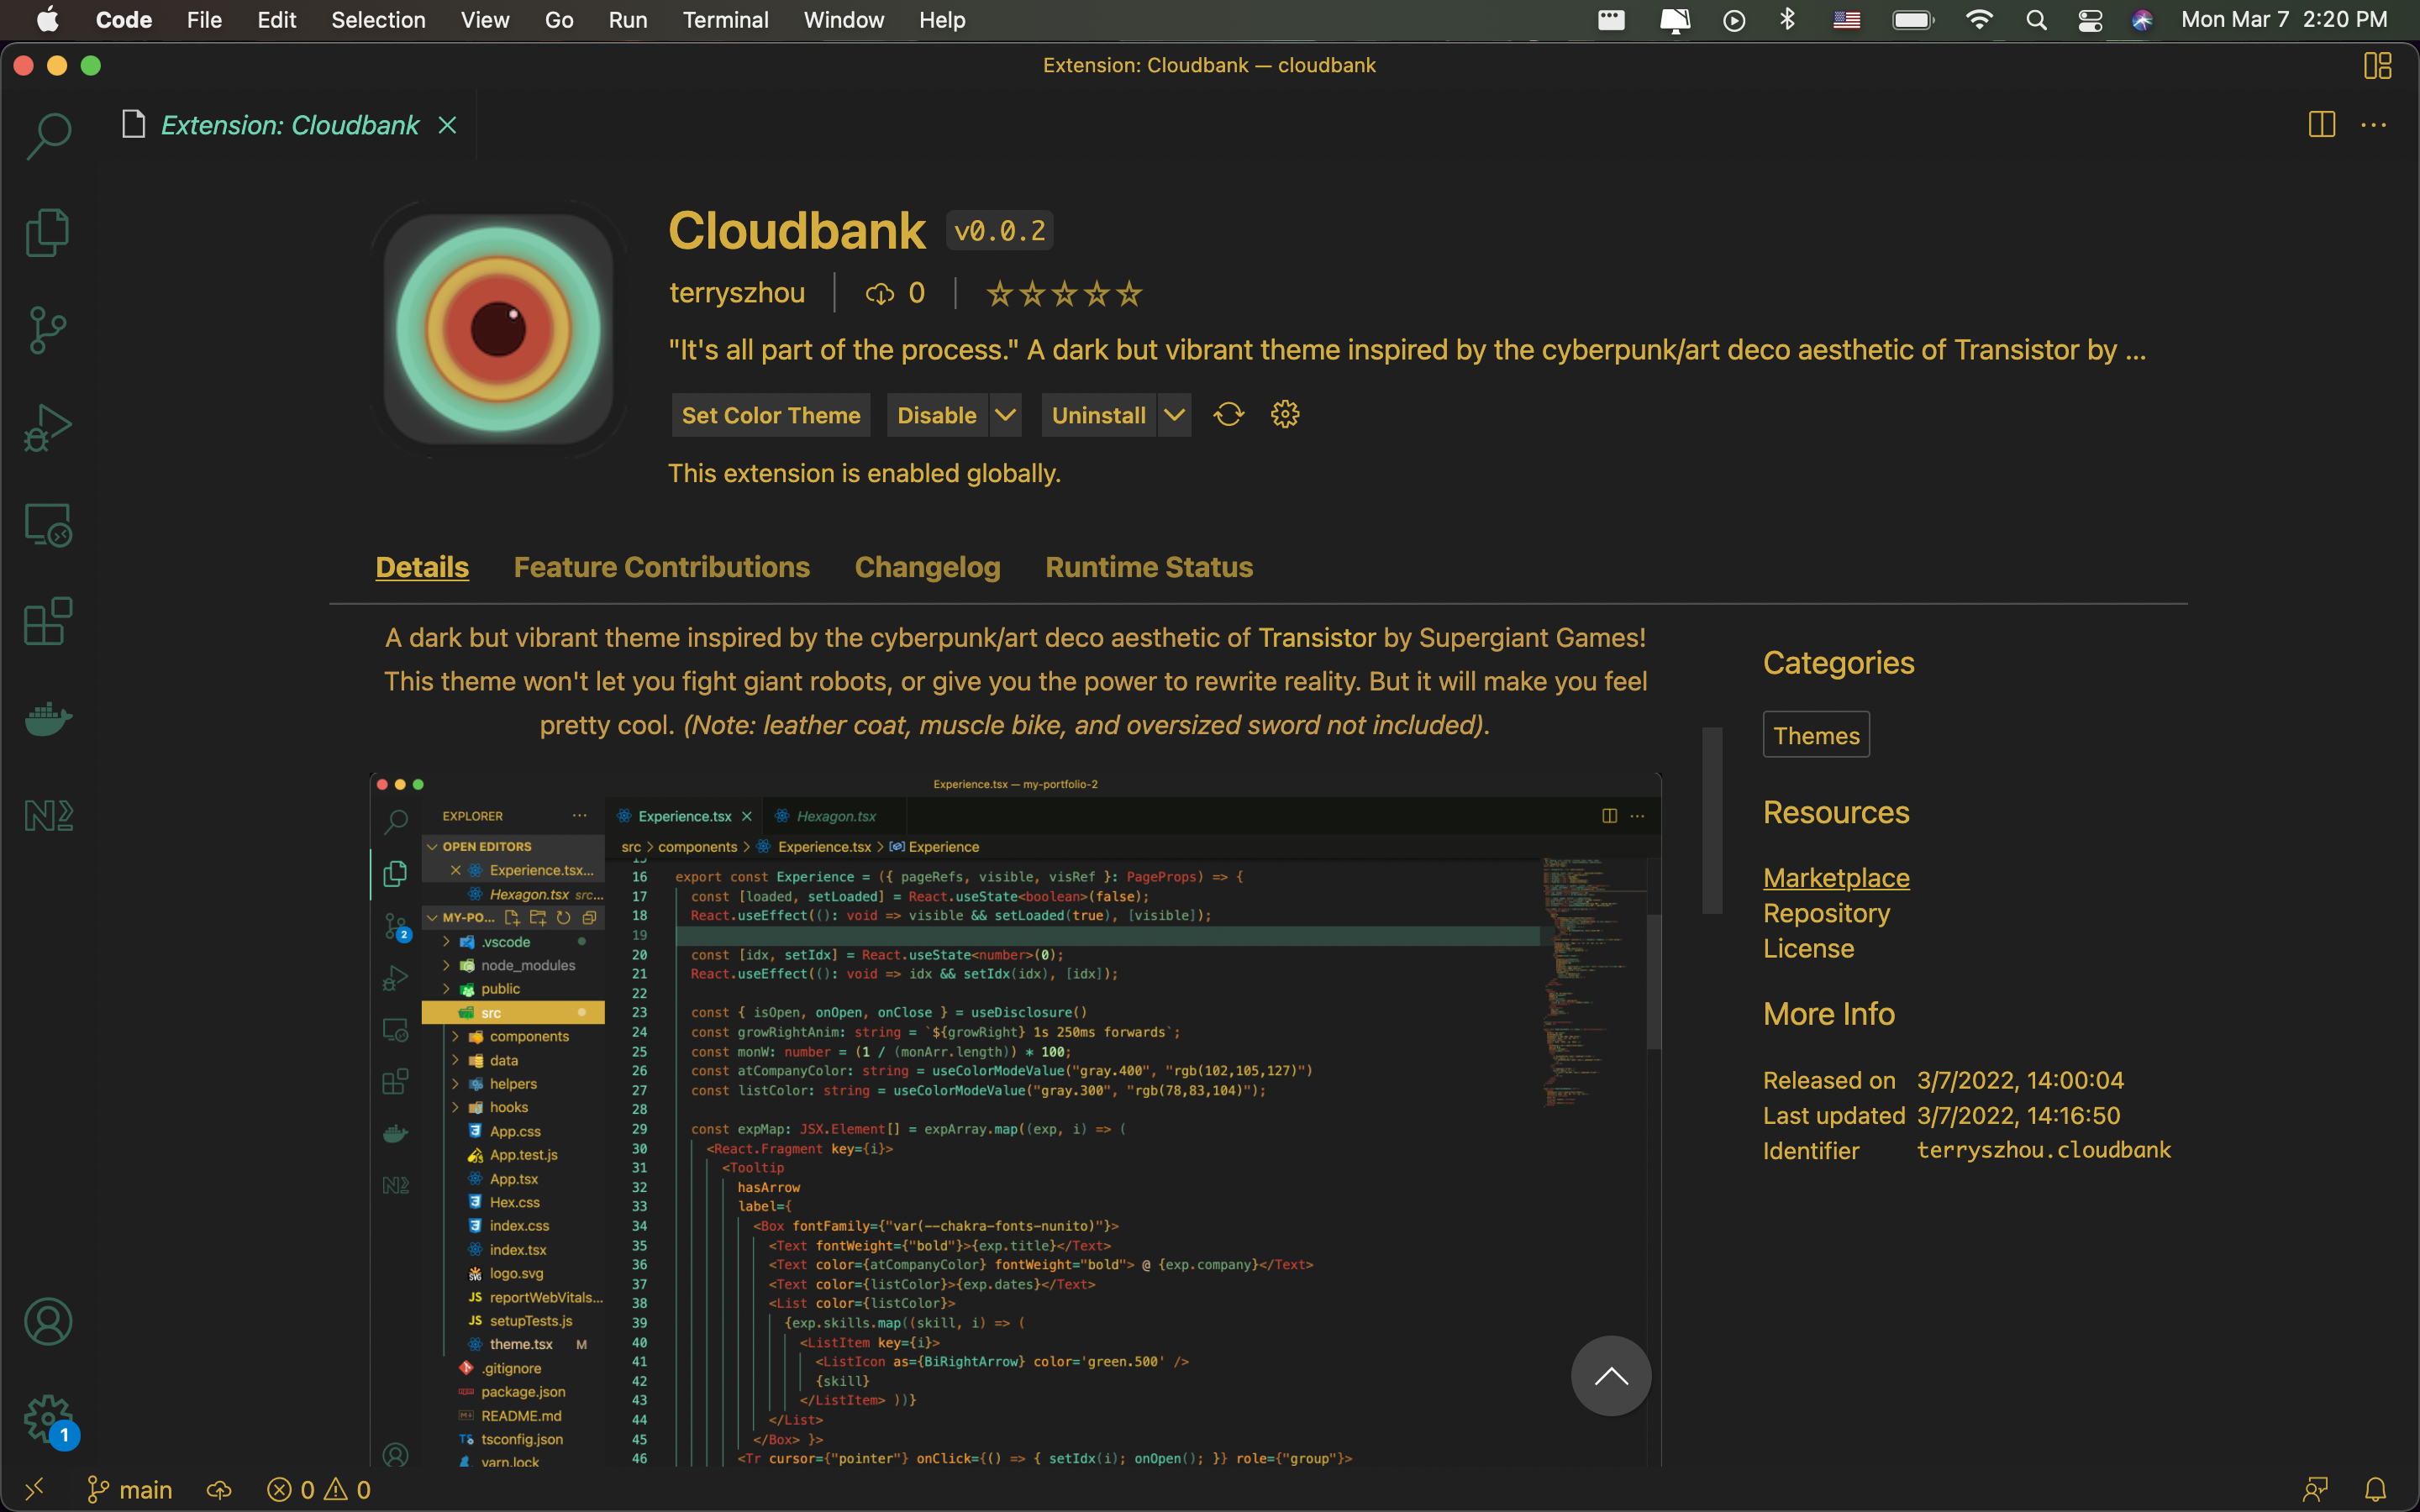 Code File Edit Selection View Go Run Terminal Window Help Mon Mar 7 2:20 PM
Extension: Cloudbank — cloudbank
Extension: Cloudbank
Cloudbank v0.0.2
terryszhou 0
"It's all part of the process." A dark but vibrant theme inspired by the cyberpunk/art deco aesthetic of Transistor by ...
Set Color Theme Disable Uninstall
This extension is enabled globally.
Details Feature Contributions Changelog Runtime Status
A dark but vibrant theme inspired by the cyberpunk/art deco aesthetic of Transistor by Supergiant Games!
This theme won't let you fight giant robots, or give you the power to rewrite reality. But it will make you feel
pretty cool. (Note: leather coat, muscle bike, and oversized sword not included).
Experience.tsx — my-portfolio-2
EXPLORER ...
OPEN EDITORS
Experience.tsx...
Hexagon.tsx src...
MY-PO...
2
.vscode
node_modules
public
src
components
data
helpers
hooks
App.css
App.test.js
App.tsx
Hex.css
index.css
index.tsx
SVG logo.svg
JS reportWebVitals...
JS setupTests.js
theme.tsx M
.gitignore
package.json
README.md
TS tsconfig.json
yarn.lock
Experience.tsx Hexagon.tsx
src > components > Experience.tsx > Experience
15
16 export const Experience = ({ pageRefs, visible, visRef }: PageProps) => {
17 const [loaded, setLoaded] = React.useState<boolean>(false);
18 React.useEffect((): void => visible && setLoaded(true), [visible]);
19
20 const [idx, setIdx] = React.useState<number>(0);
21 React.useEffect((): void => idx && setIdx(idx), [idx]);
22
23 const { isOpen, onOpen, onClose } = useDisclosure()
24 const growRightAnim: string = `${growRight} 1s 250ms forwards`;
25 const monW: number = (1 / (monArr.length)) * 100;
26 const atCompanyColor: string = useColorModeValue("gray.400", "rgb(102,105,127)")
27 const listColor: string = useColorModeValue("gray.300", "rgb(78,83,104)");
28
29 const expMap: JSX.Element[] = expArray.map((exp, i) => (
30 <React.Fragment key={i}>
31 <Tooltip
32 hasArrow
33 label={
34 <Box fontFamily={"var(--chakra-fonts-nunito)"}>
35 <Text fontWeight={"bold"}>{exp.title}</Text>
36 <Text color={atCompanyColor} fontWeight="bold"> @ {exp.company}</Text>
37 <Text color={listColor}>{exp.dates}</Text>
38 <List color={listColor}>
39 {exp.skills.map((skill, i) => (
40 <ListItem key={i}>
41 <ListIcon as={BiRightArrow} color='green.500' />
42 {skill}
43 </ListItem> ))}
44 </List>
45 </Box> }>
46 <Tr cursor={"pointer"} onClick={() => { setIdx(i); onOpen(); }} role={"group"}>
Categories
Themes
Resources
Marketplace
Repository
License
More Info
Released on 3/7/2022, 14:00:04
Last updated 3/7/2022, 14:16:50
Identifier terryszhou.cloudbank
1
main 0 0